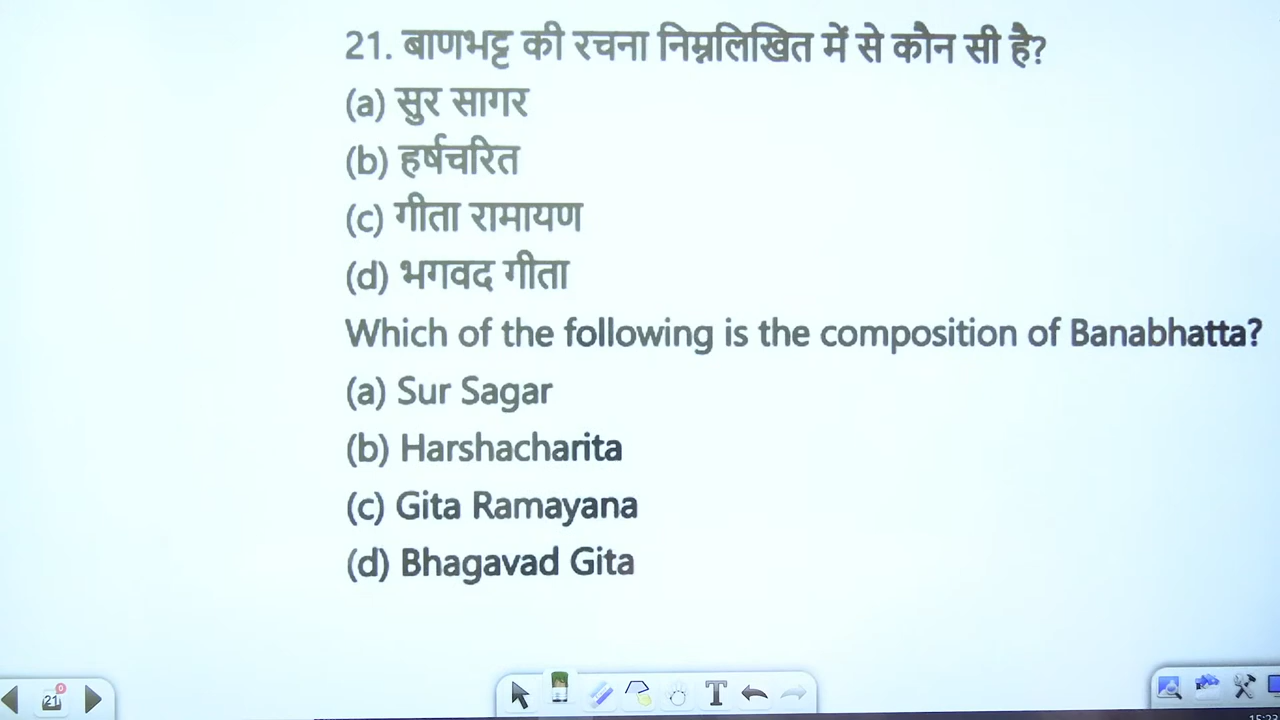 21. बाणभट्ट की रचना निम्नलिखित में से कौन सी है?
(a) सुर सागर
(b) हर्षचरित
(c) गीता रामायण
(d) भगवद गीता
Which of the following is the composition of Banabhatta?
(a) Sur Sagar
(b) Harshacharita
(c) Gita Ramayana
(d) Bhagavad Gita
21